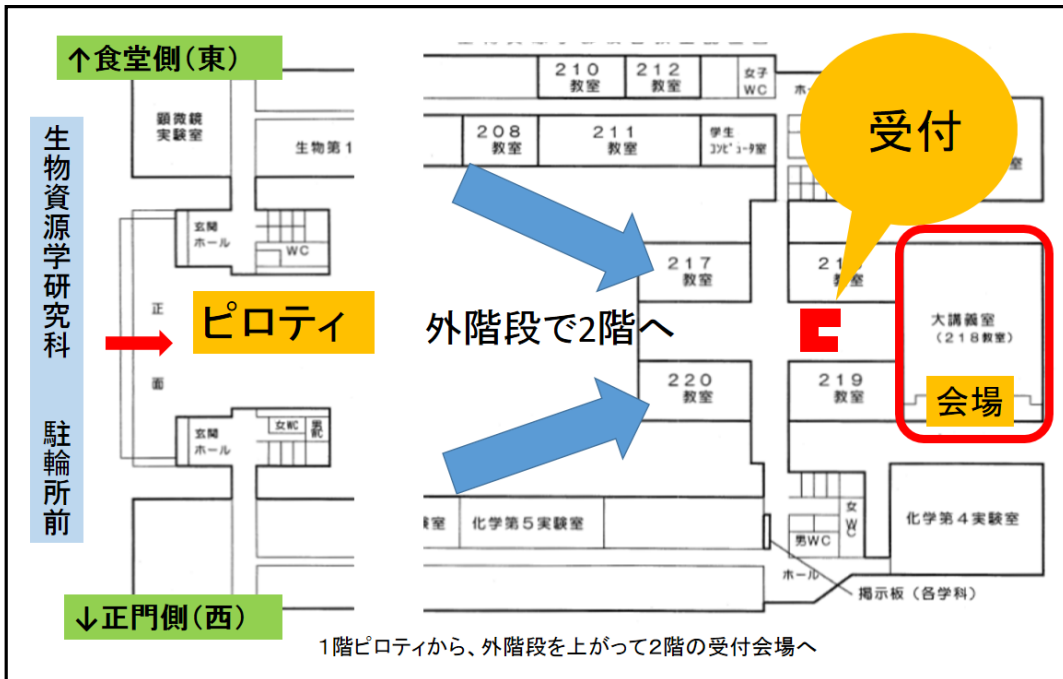 ↑食堂側(東)
210
教室
212
教室
女子
WC
顕微鏡
実験室
生物第1
208
教室
211
教室
学生
コンピュータ室
受付
生物資源学研究科 駐輪所前
玄関
ホール
WC
217
教室
正面
ピロティ
外階段で2階へ
大講義室
(218教室)
会場
220
教室
219
教室
玄関
ホール
女WC
男WC
験室
化学第5実験室
女WC
男WC
化学第4実験室
ホール
掲示板(各学科)
↓正門側(西)
1階ピロティから、外階段を上がって2階の受付会場へ